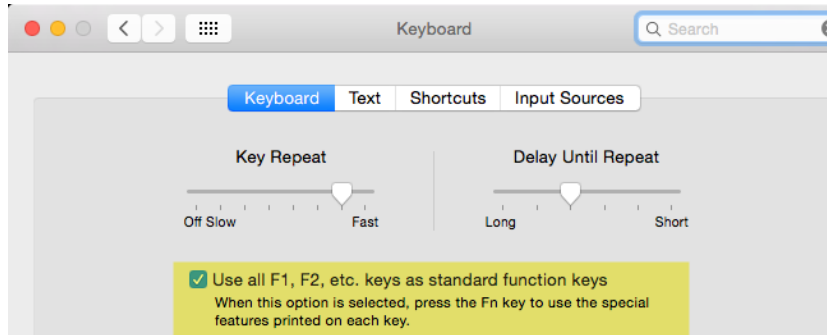 Keyboard
Search
Keyboard Text Shortcuts Input Sources
Key Repeat Delay Until Repeat
Off Slow Fast Long Short
Use all F1, F2, etc. keys as standard function keys
When this option is selected, press the Fn key to use the special
features printed on each key.